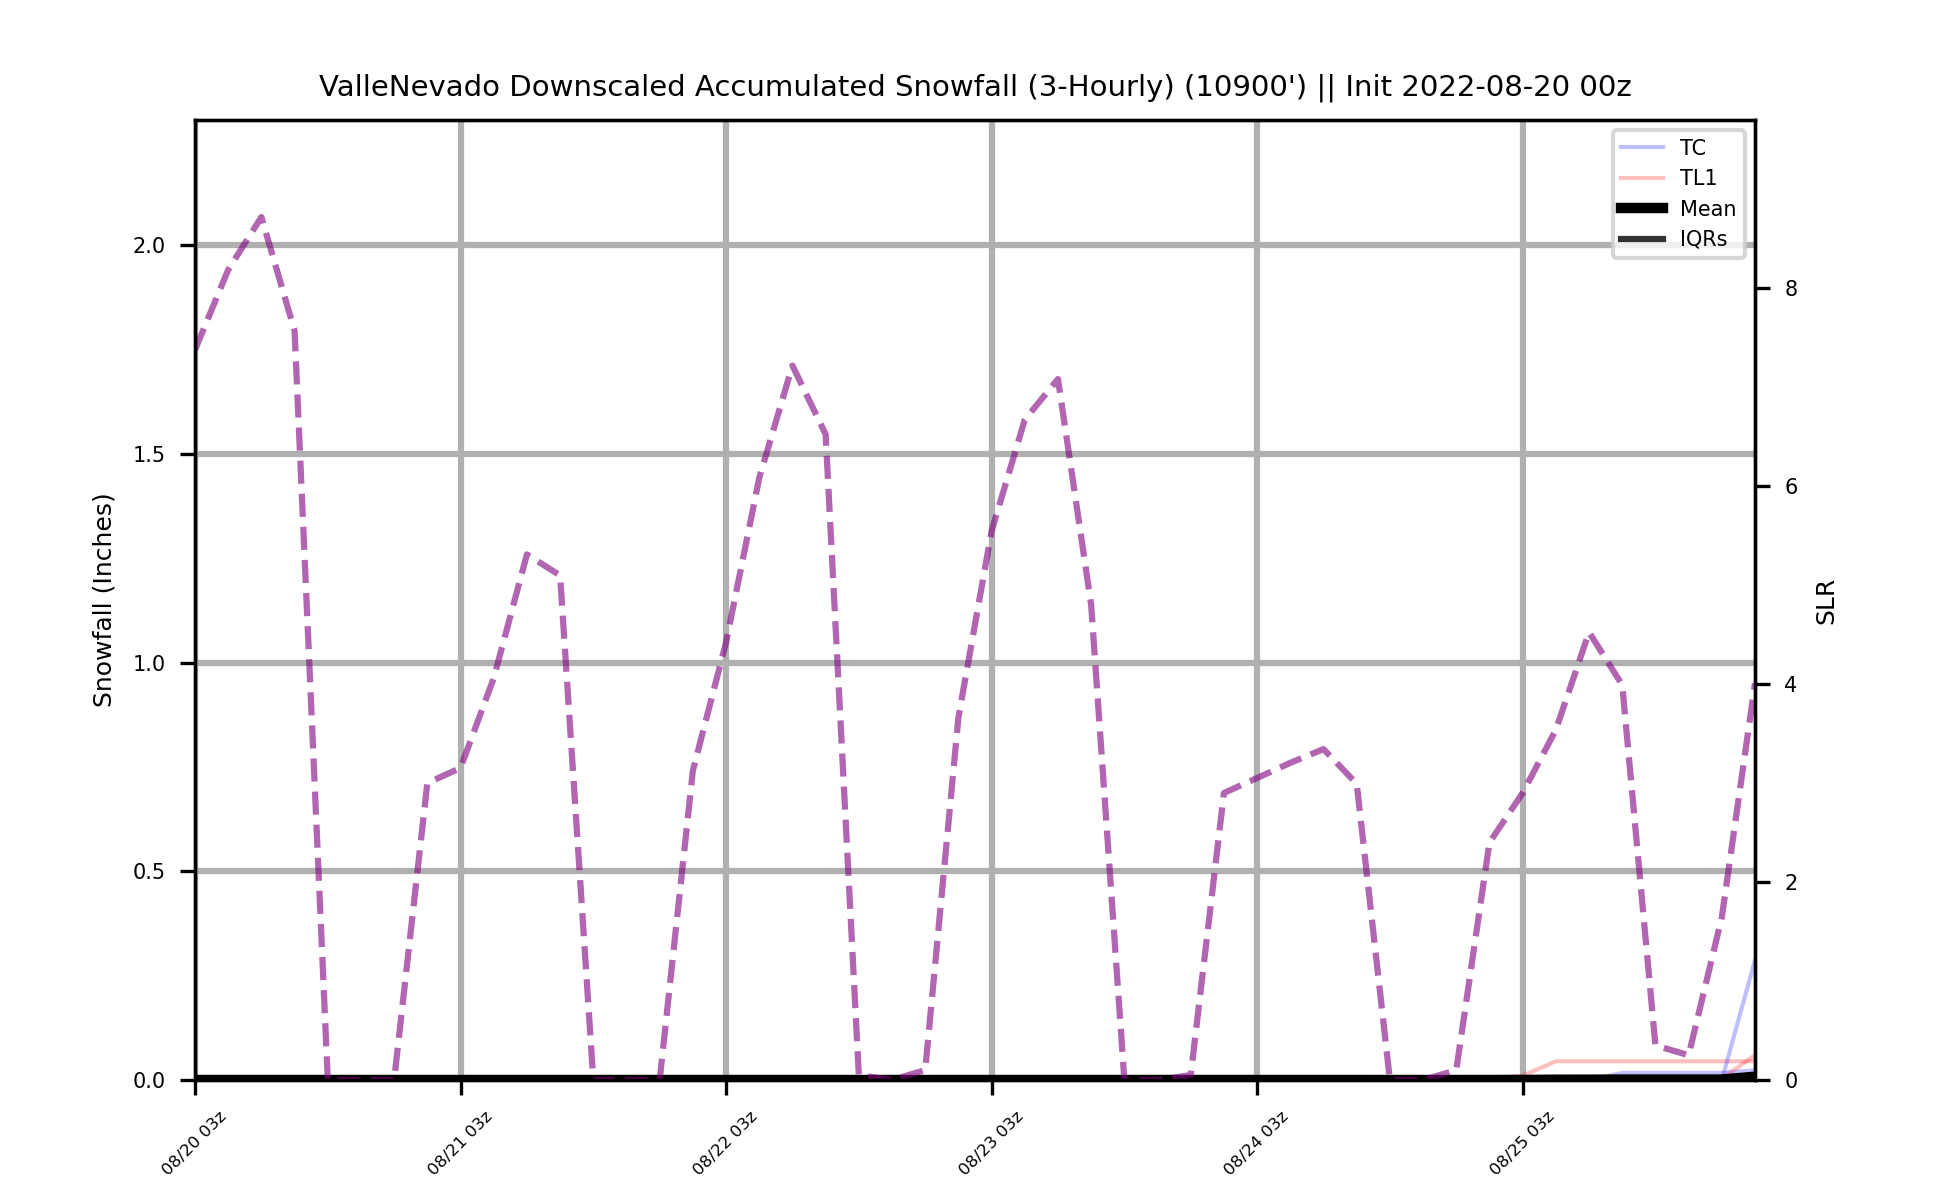 ValleNevado Downscaled Accumulated Snowfall (3-Hourly) (10900') || Init 2022-08-20 00z
TC
TL1
Mean
IQRs
Snowfall (Inches)
2.0
1.5
1.0
0.5
0.0
SLR
8
6
4
2
0
08/20 03z
08/21 03z
08/22 03z
08/23 03z
08/24 03z
08/25 03z